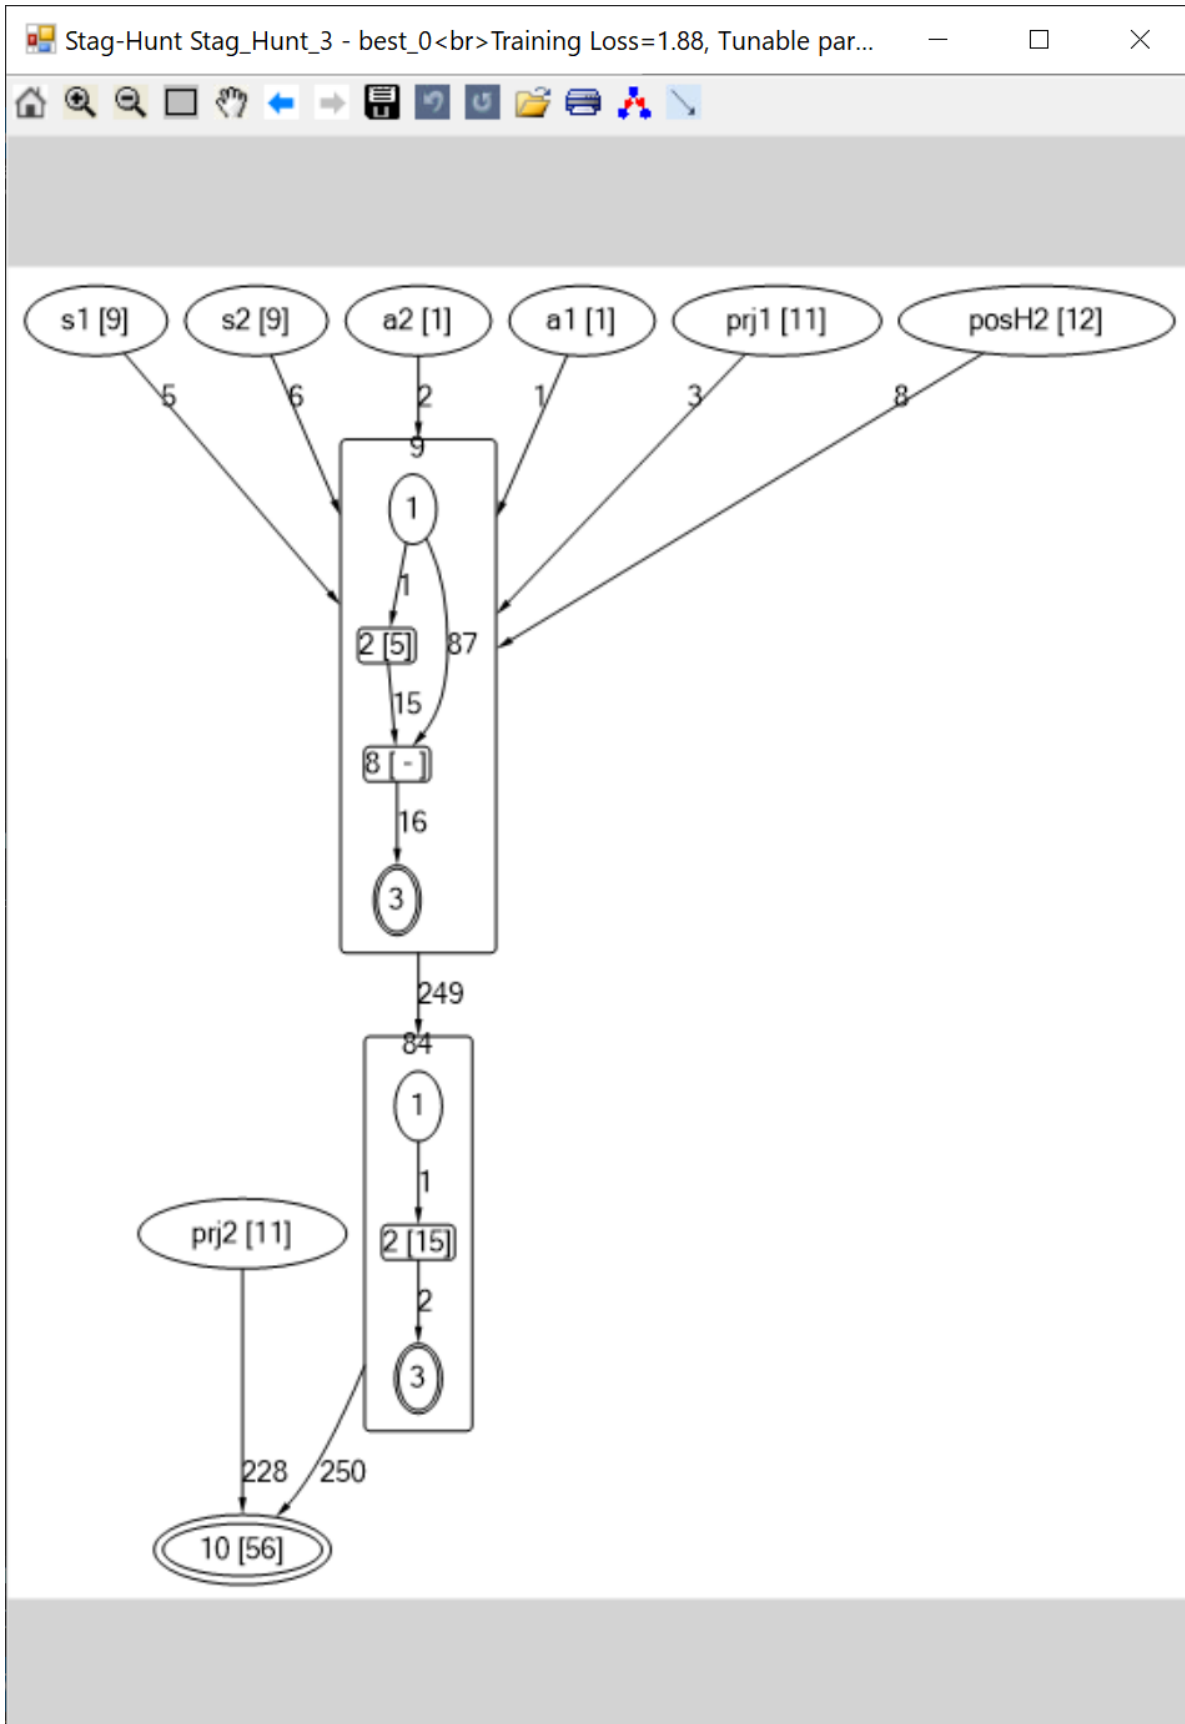 Stag-Hunt Stag_Hunt_3 - best_0<br>Training Loss=1.88, Tunable par...
s1 [9] s2 [9] a2 [1] a1 [1] prj1 [11] posH2 [12]
5 6 2 1 3 8
9
1
1
2 [5] 87
15
8 [ - ]
16
3
249
84
1
1
prj2 [11] 2 [15]
2
3
228 250
10 [56]